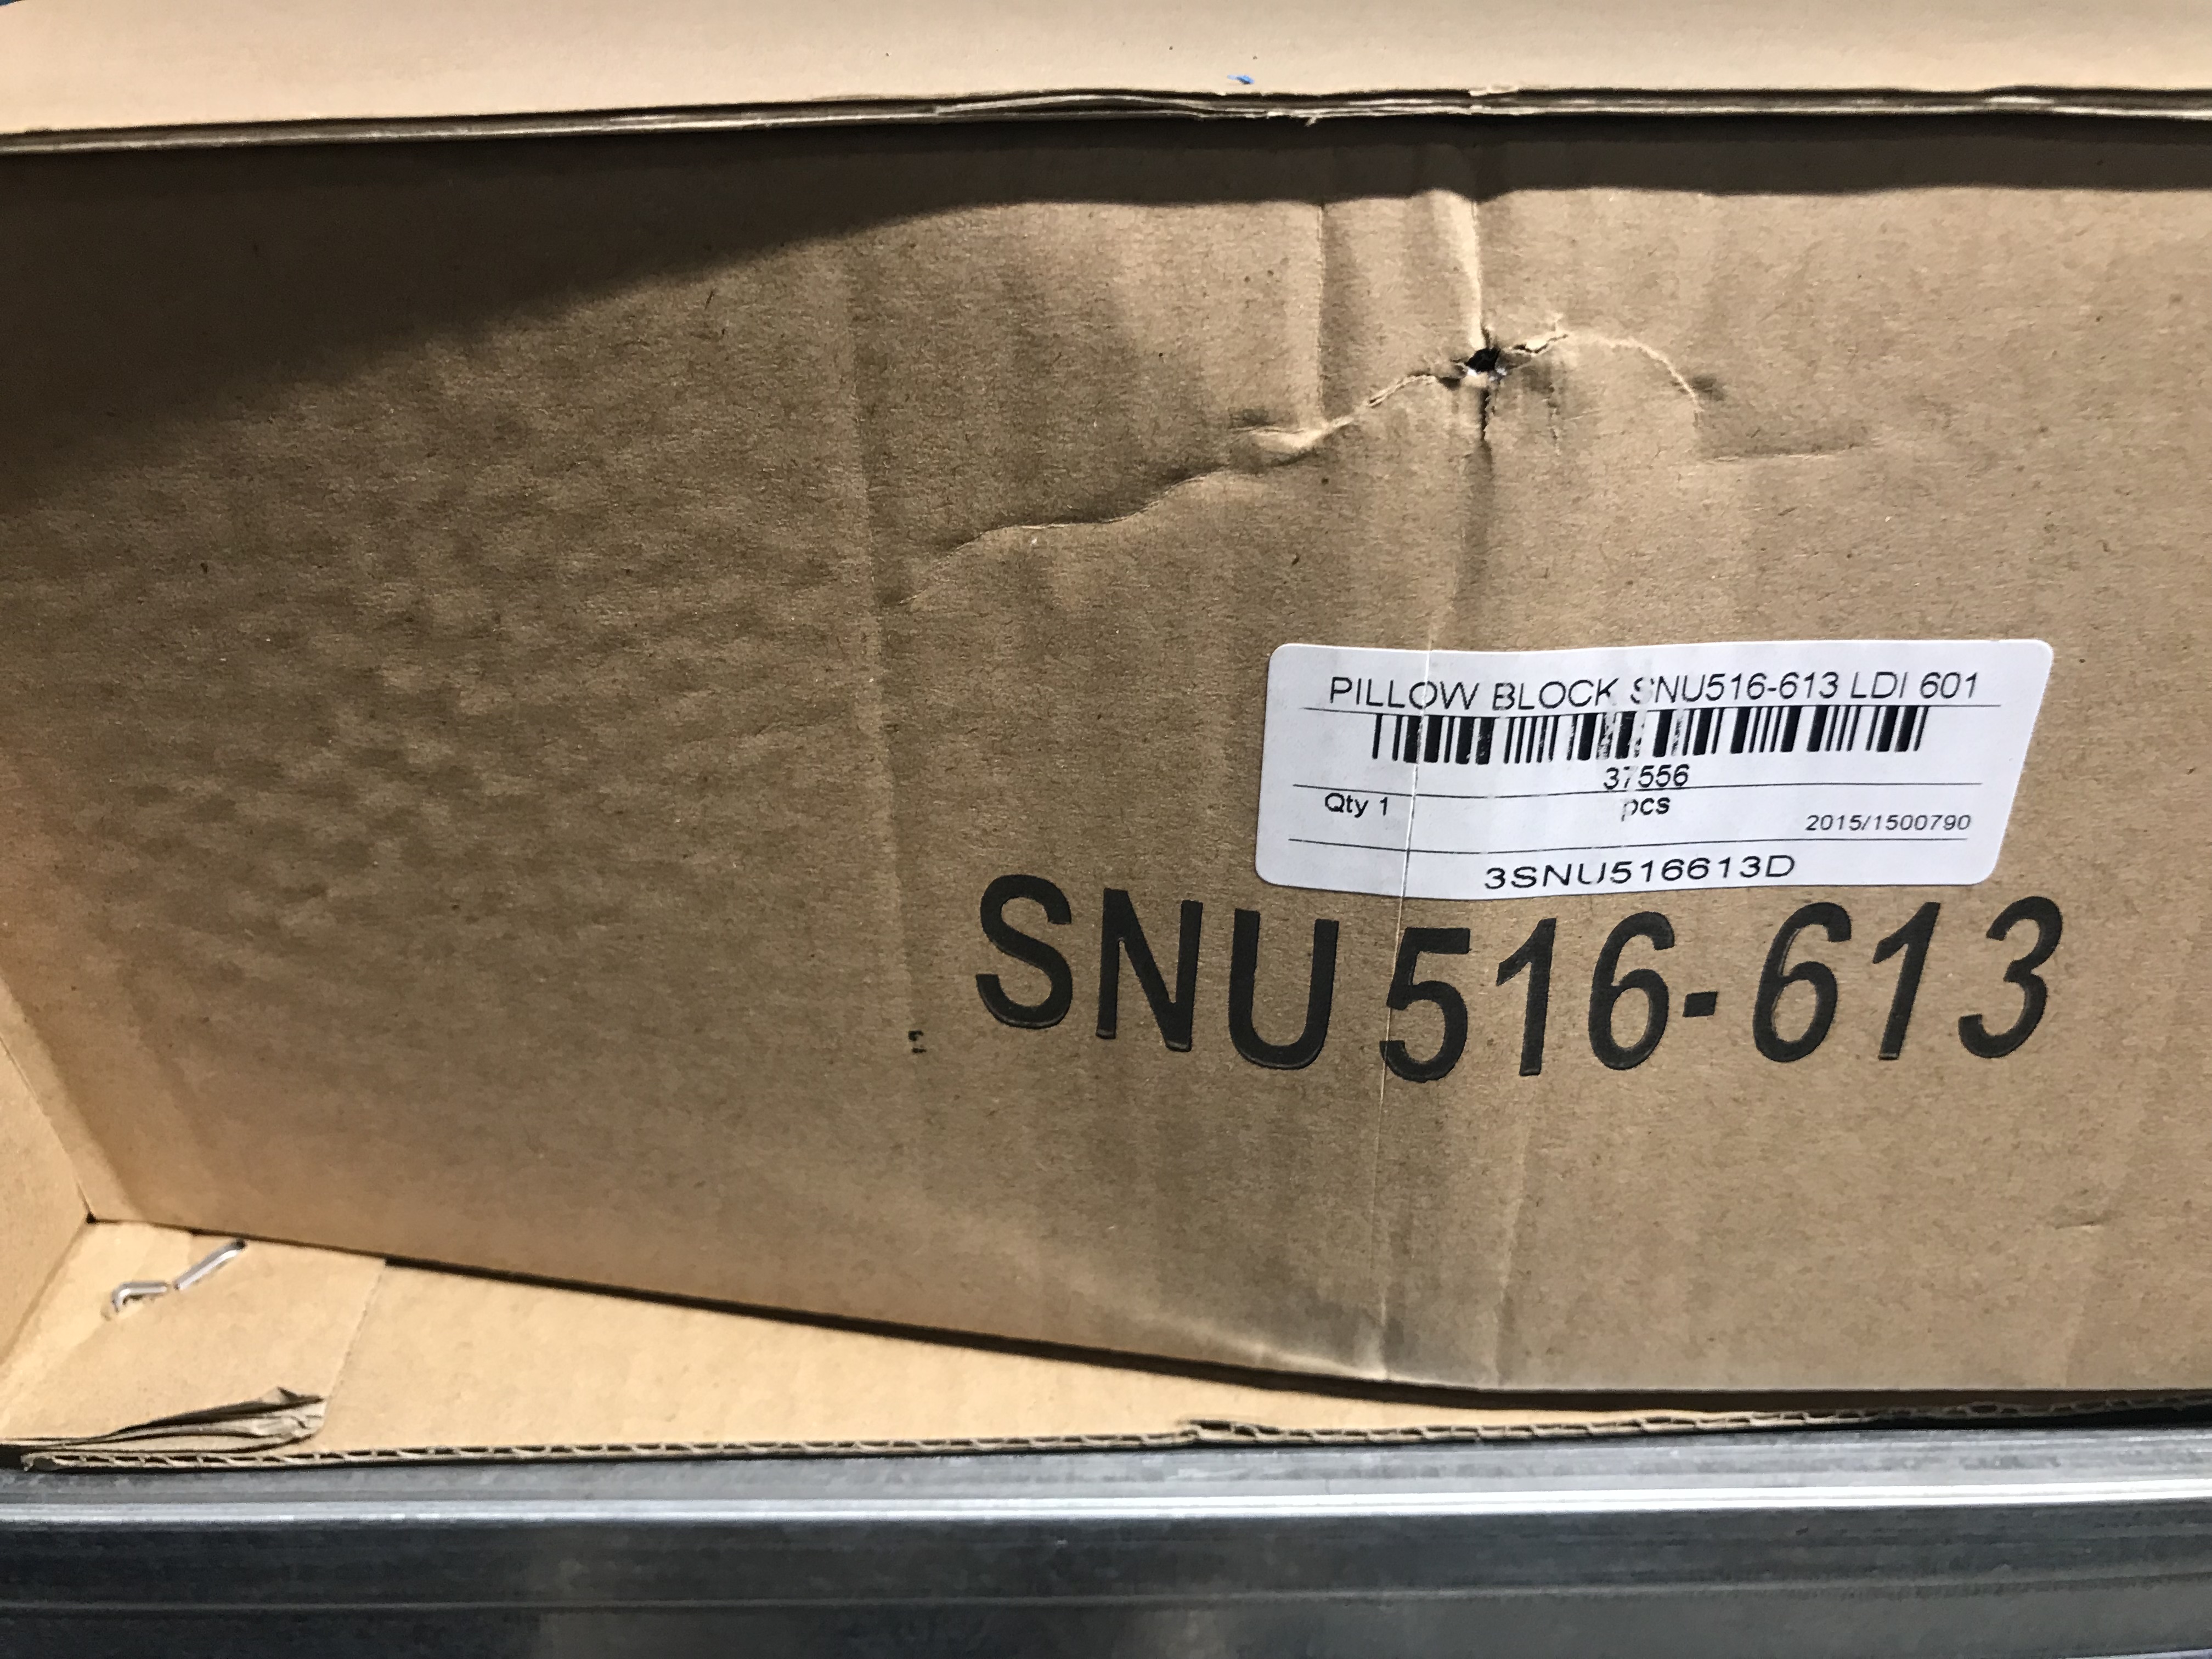 PILLOW BLOCK SNU516-613 LDI 601
37556
Qty 1 pcs
2015/1500790
3SNU516613D
SNU 516-613